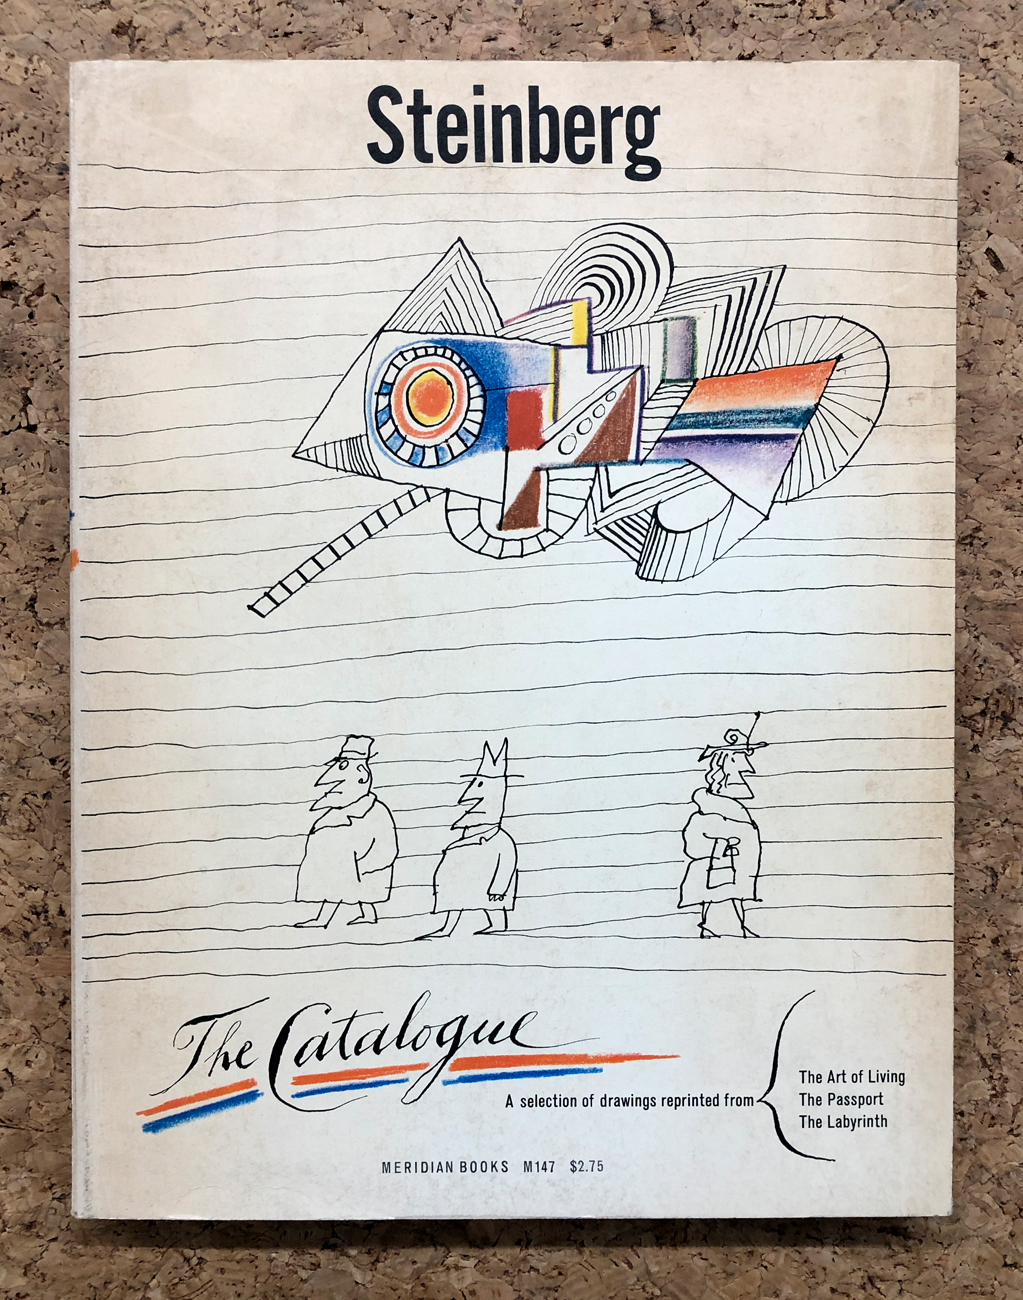 Steinberg
The Catalogue
A selection of drawings reprinted from
The Art of Living
The Passport
The Labyrinth
MERIDIAN BOOKS M147 $2.75